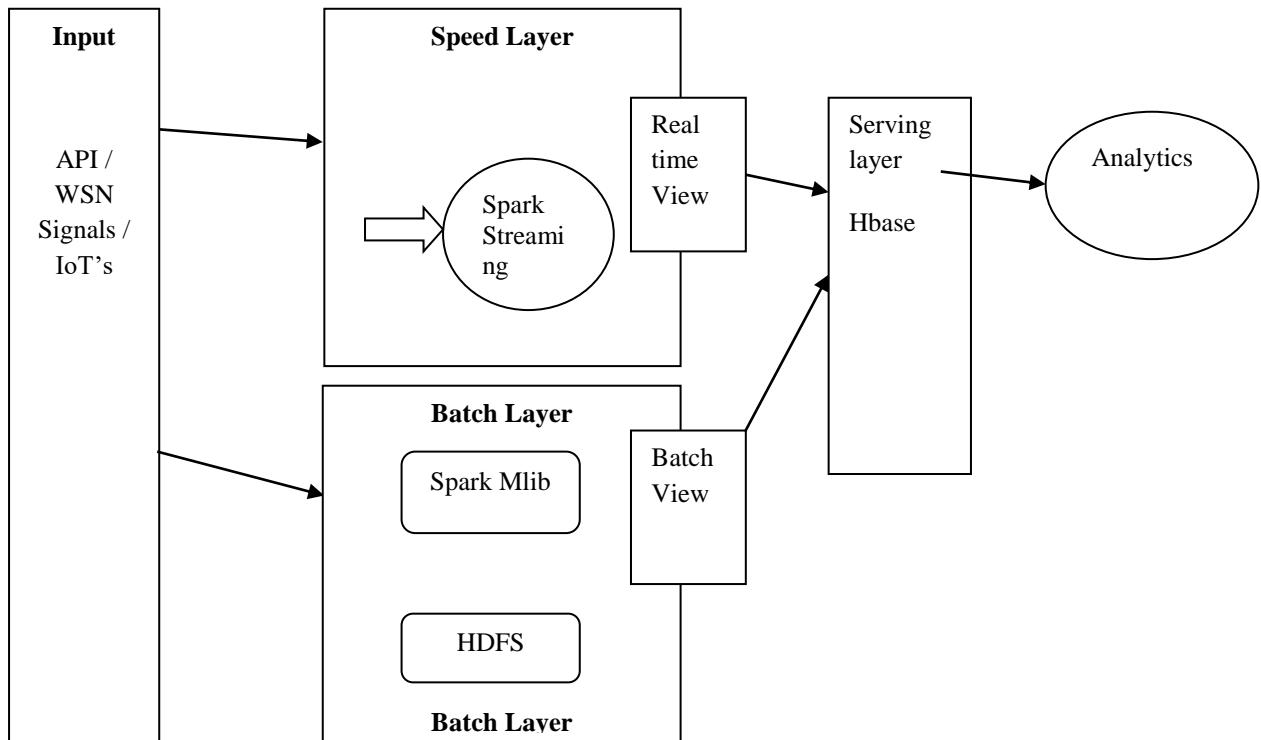 Input
API /
WSN
Signals /
IoT’s
Speed Layer
Spark
Streami
ng
Real
time
View
Batch Layer
Spark Mlib
HDFS
Batch Layer
Batch
View
Serving
layer
Hbase
Analytics